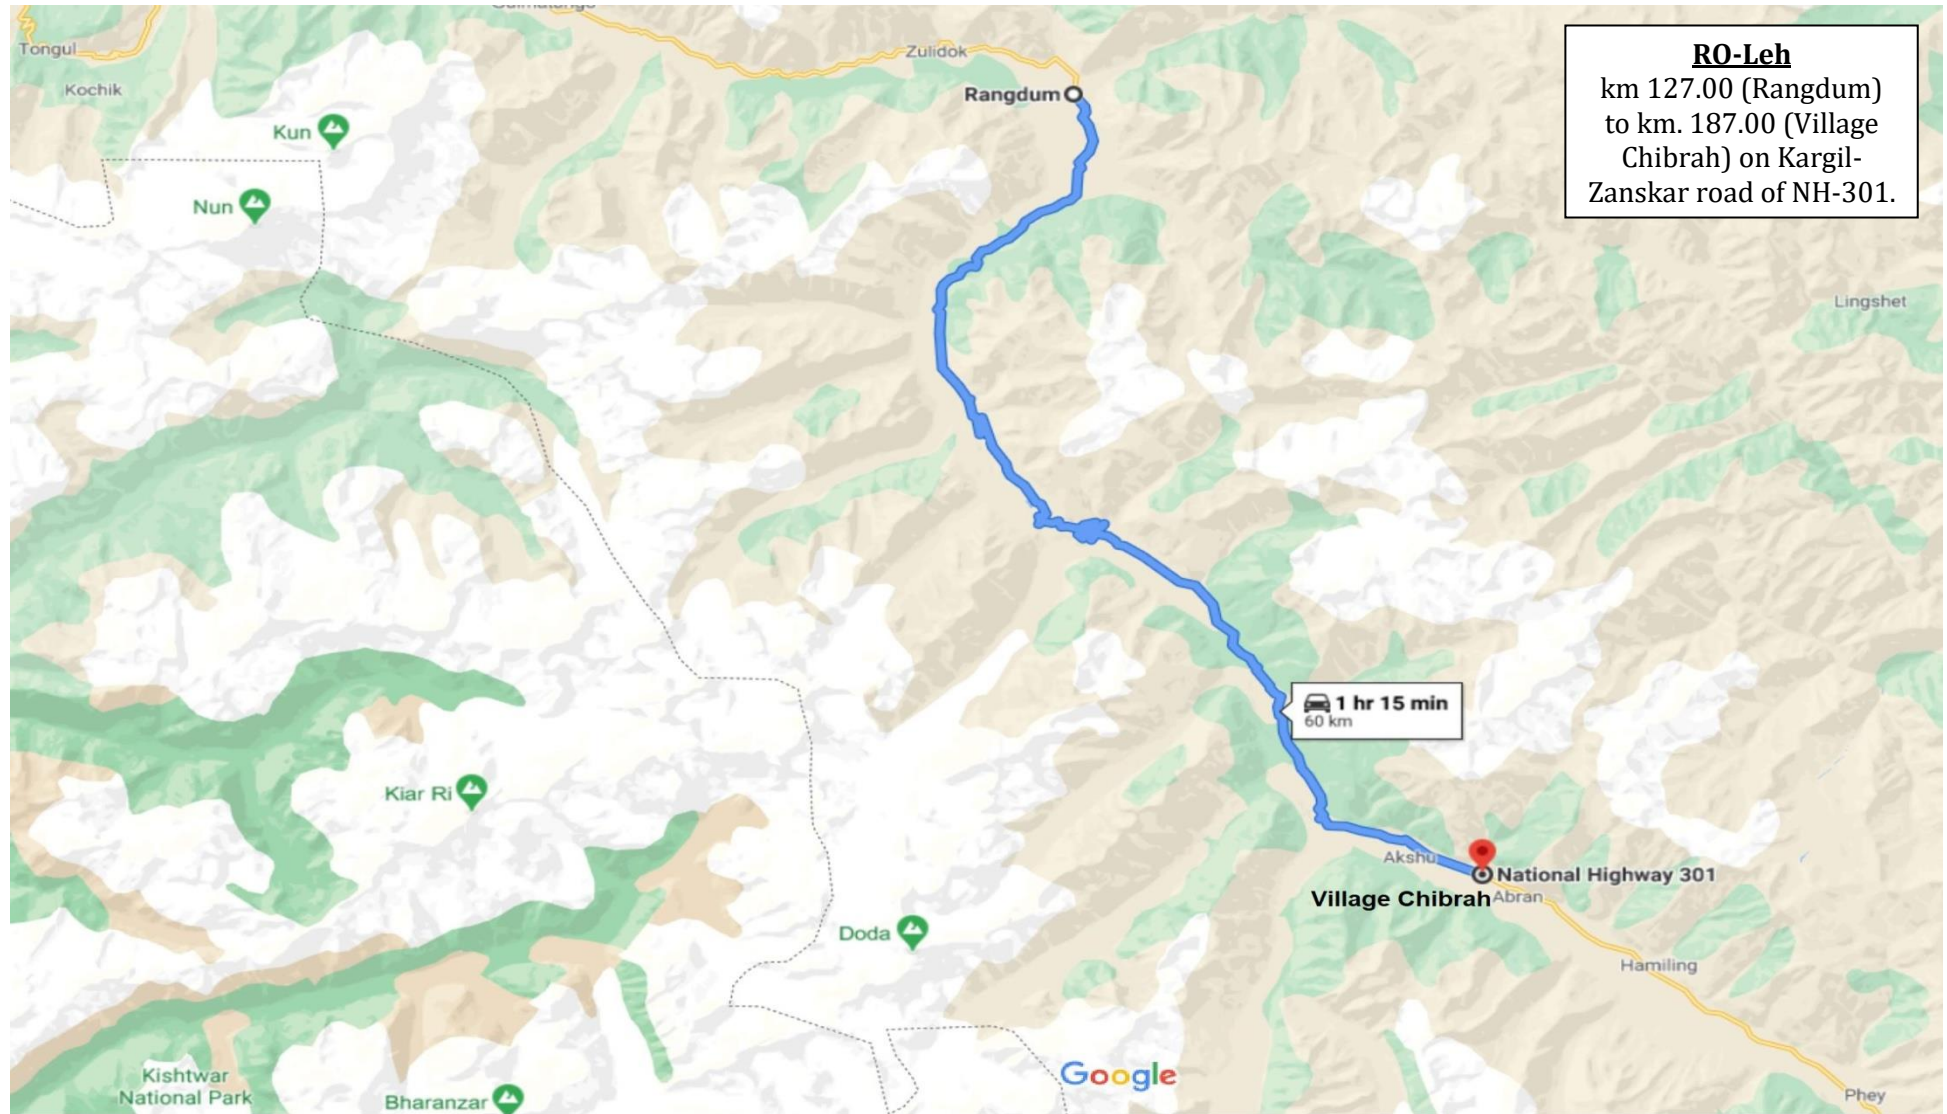 Tongul
Kochik
Zulidok
RO-Leh
km 127.00 (Rangdum)
to km. 187.00 (Village
Chibrah) on Kargil-
Zanskar road of NH-301.
Rangdum
Kun
Nun
Lingshet
1 hr 15 min
60 km
Kiar Ri
Akshu
National Highway 301
Village Chibrah
Abran
Doda
Hamiling
Kishtwar
National Park
Bharanzar
Google
Phey